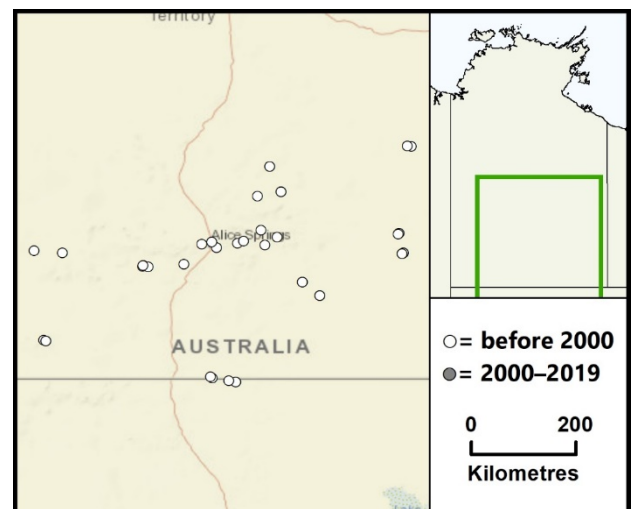 Territory
Alice Springs
AUSTRALIA
= before 2000
= 2000–2019
0 200
Kilometres